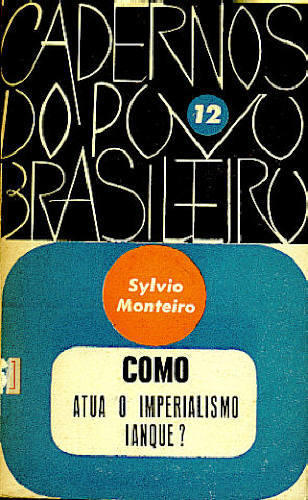 CADERNOS
DO POVO
12
BRASILEIRO
Sylvio
Monteiro
COMO
ATUA O IMPERIALISMO
IANQUE?